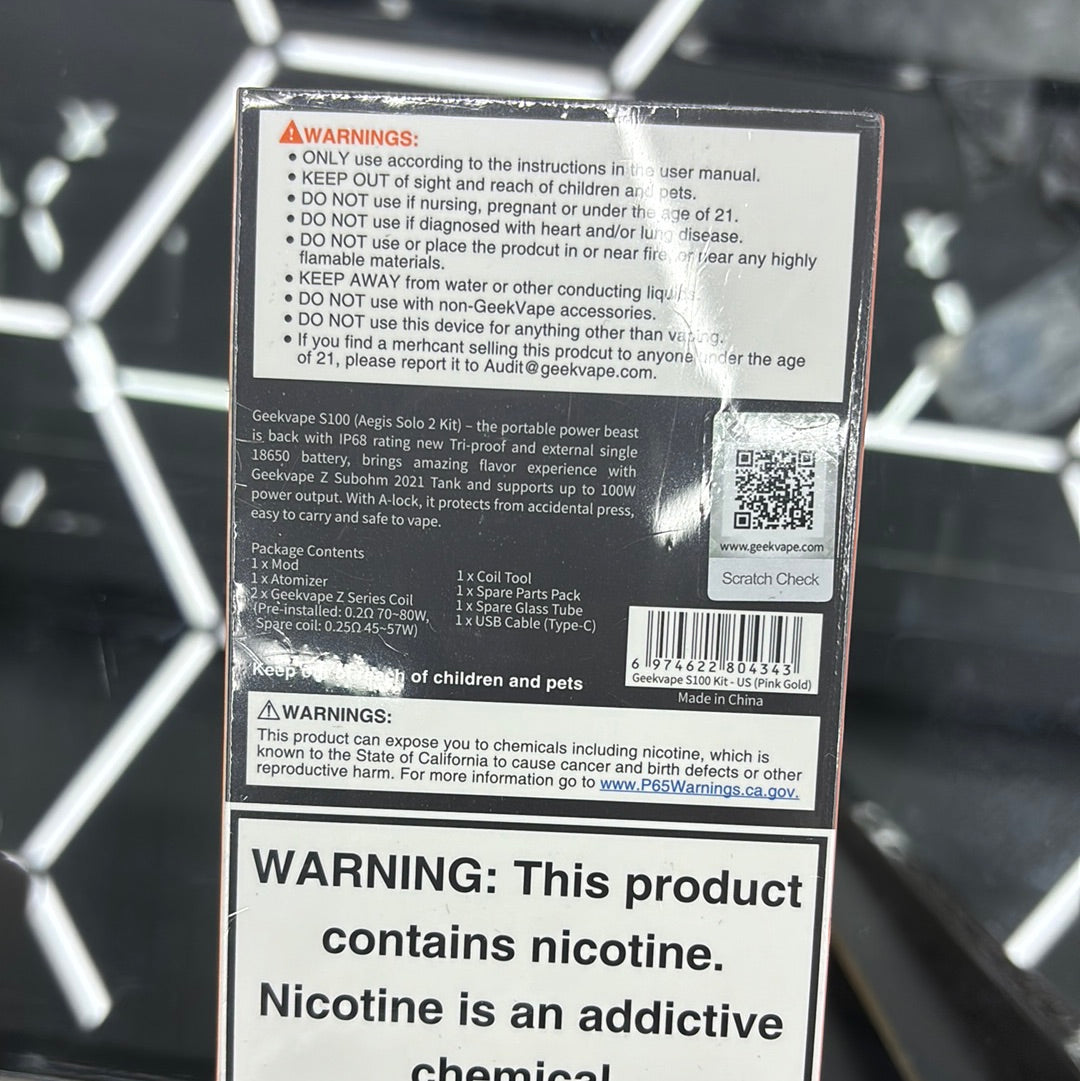 WARNINGS:
• ONLY use according to the instructions in the user manual.
• KEEP OUT of sight and reach of children and pets.
• DO NOT use if nursing, pregnant or under the age of 21.
• DO NOT use if diagnosed with heart and/or lung disease.
• DO NOT use or place the prodcut in or near fire, or near any highly
flamable materials.
• KEEP AWAY from water or other conducting liquids.
• DO NOT use with non-GeekVape accessories.
• DO NOT use this device for anything other than vaping.
• If you find a merhcant selling this prodcut to anyone under the age
of 21, please report it to Audit@geekvape.com.
Geekvape S100 (Aegis Solo 2 Kit) – the portable power beast
is back with IP68 rating new Tri-proof and external single
18650 battery, brings amazing flavor experience with
Geekvape Z Subohm 2021 Tank and supports up to 100W
power output. With A-lock, it protects from accidental press,
easy to carry and safe to vape.
www.geekvape.com
Scratch Check
Package Contents
1 x Mod
1 x Atomizer
2 x Geekvape Z Series Coil
(Pre-installed: 0.2Ω 70~80W,
Spare coil: 0.25Ω 45~57W)
1 x Coil Tool
1 x Spare Parts Pack
1 x Spare Glass Tube
1 x USB Cable (Type-C)
6 974622 804343
Geekvape S100 Kit - US (Pink Gold)
Made in China
Keep of children and pets
WARNINGS:
This product can expose you to chemicals including nicotine, which is
known to the State of California to cause cancer and birth defects or other
reproductive harm. For more information go to www.P65Warnings.ca.gov.
WARNING: This product
contains nicotine.
Nicotine is an addictive
chemical